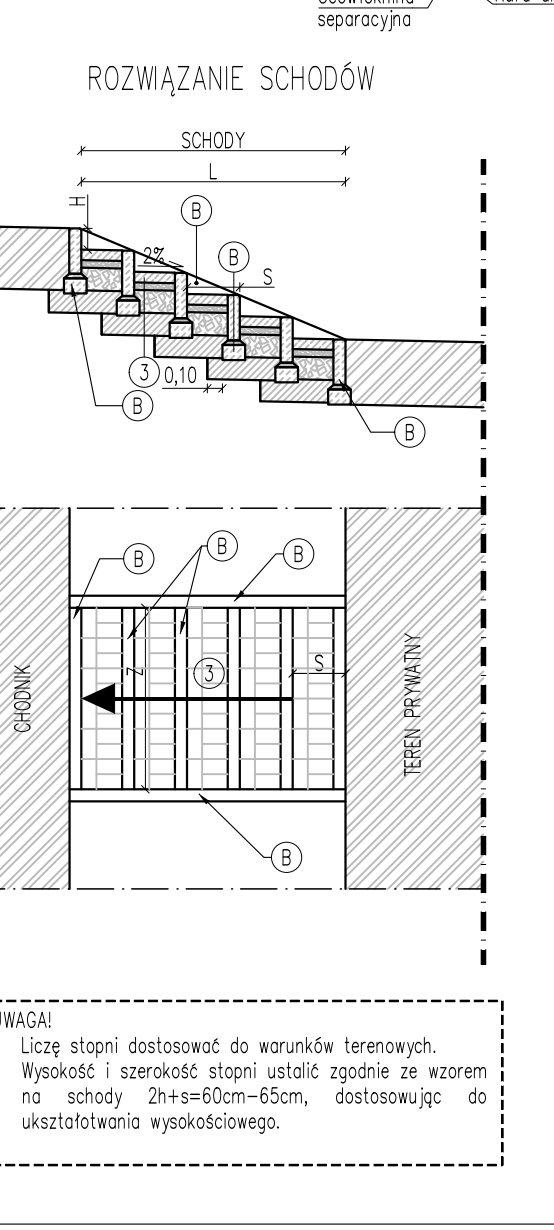 separacyjna
ROZWIĄZANIE SCHODÓW
SCHODY
L
H
B
2%
B
S
3
0,10
B
B
B
B
B
Z
3
S
CHODNIK
TEREN PRYWATNY
B
UWAGA!
Liczę stopni dostosować do warunków terenowych.
Wysokość i szerokość stopni ustalić zgodnie ze wzorem
na schody 2h+s=60cm-65cm, dostosowując do
ukształotwania wysokościowego.